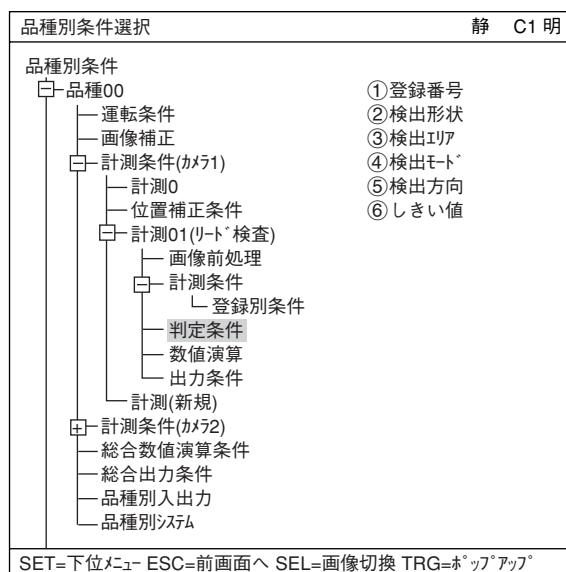 品種別条件選択 静 C1 明
品種別条件
品種00
運転条件
画像補正
計測条件(ｶﾒﾗ1)
計測0
位置補正条件
計測01(ﾘｰﾄﾞ検査)
画像前処理
計測条件
登録別条件
判定条件
数値演算
出力条件
計測(新規)
計測条件(ｶﾒﾗ2)
総合数値演算条件
総合出力条件
品種別入出力
品種別ｼｽﾃﾑ
①登録番号
②検出形状
③検出ｴﾘｱ
④検出ﾓｰﾄﾞ
⑤検出方向
⑥しきい値
SET=下位ﾒﾆｭｰ ESC=前画面へ SEL=画像切換 TRG=ﾎﾟｯﾌﾟｱｯﾌﾟ